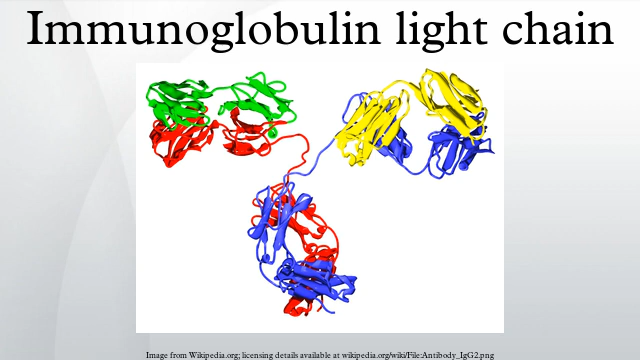 Immunoglobulin light chain
Image from Wikipedia.org; licensing details available at wikipedia.org/wiki/File:Antibody_IgG2.png